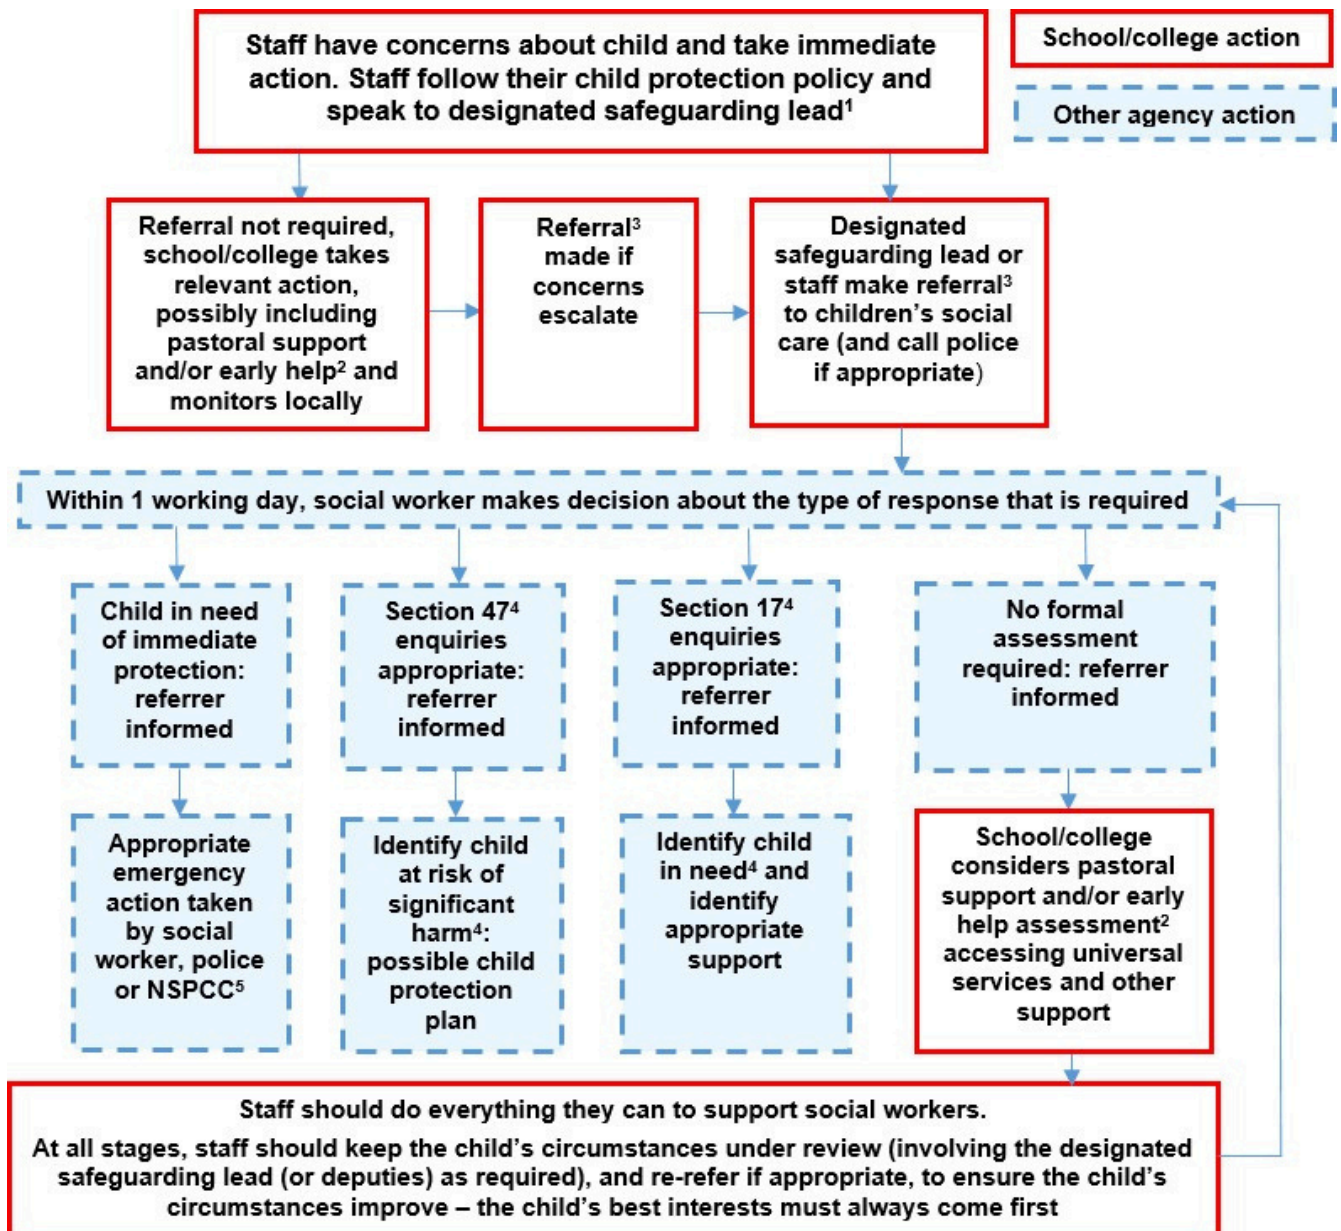 Staff have concerns about child and take immediate
action. Staff follow their child protection policy and
speak to designated safeguarding lead¹
School/college action
Other agency action
Referral not required,
school/college takes
relevant action,
possibly including
pastoral support
and/or early help² and
monitors locally
Referral³
made if
concerns
escalate
Designated
safeguarding lead or
staff make referral³
to children’s social
care (and call police
if appropriate)
Within 1 working day, social worker makes decision about the type of response that is required
Child in need
of immediate
protection:
referrer
informed
Section 47⁴
enquiries
appropriate:
referrer
informed
Section 17⁴
enquiries
appropriate:
referrer
informed
No formal
assessment
required: referrer
informed
Appropriate
emergency
action taken
by social
worker, police
or NSPCC⁵
Identify child
at risk of
significant
harm⁴:
possible child
protection
plan
Identify child
in need⁴ and
identify
appropriate
support
School/college
considers pastoral
support and/or early
help assessment²
accessing universal
services and other
support
Staff should do everything they can to support social workers.
At all stages, staff should keep the child’s circumstances under review (involving the designated
safeguarding lead (or deputies) as required), and re-refer if appropriate, to ensure the child’s
circumstances improve – the child’s best interests must always come first